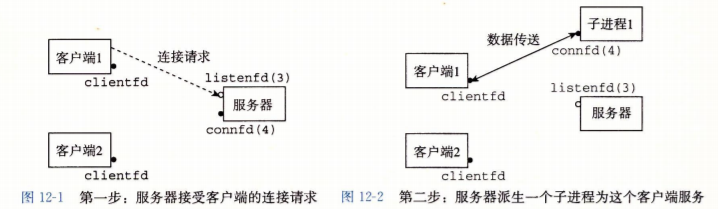 客户端1
连接请求
clientfd
listenfd(3)
服务器
connfd(4)
客户端2
clientfd
图 12-1 第一步：服务器接受客户端的连接请求
子进程1
数据传送
connfd(4)
客户端1
clientfd
listenfd(3)
服务器
客户端2
clientfd
图 12-2 第二步：服务器派生一个子进程为这个客户端服务